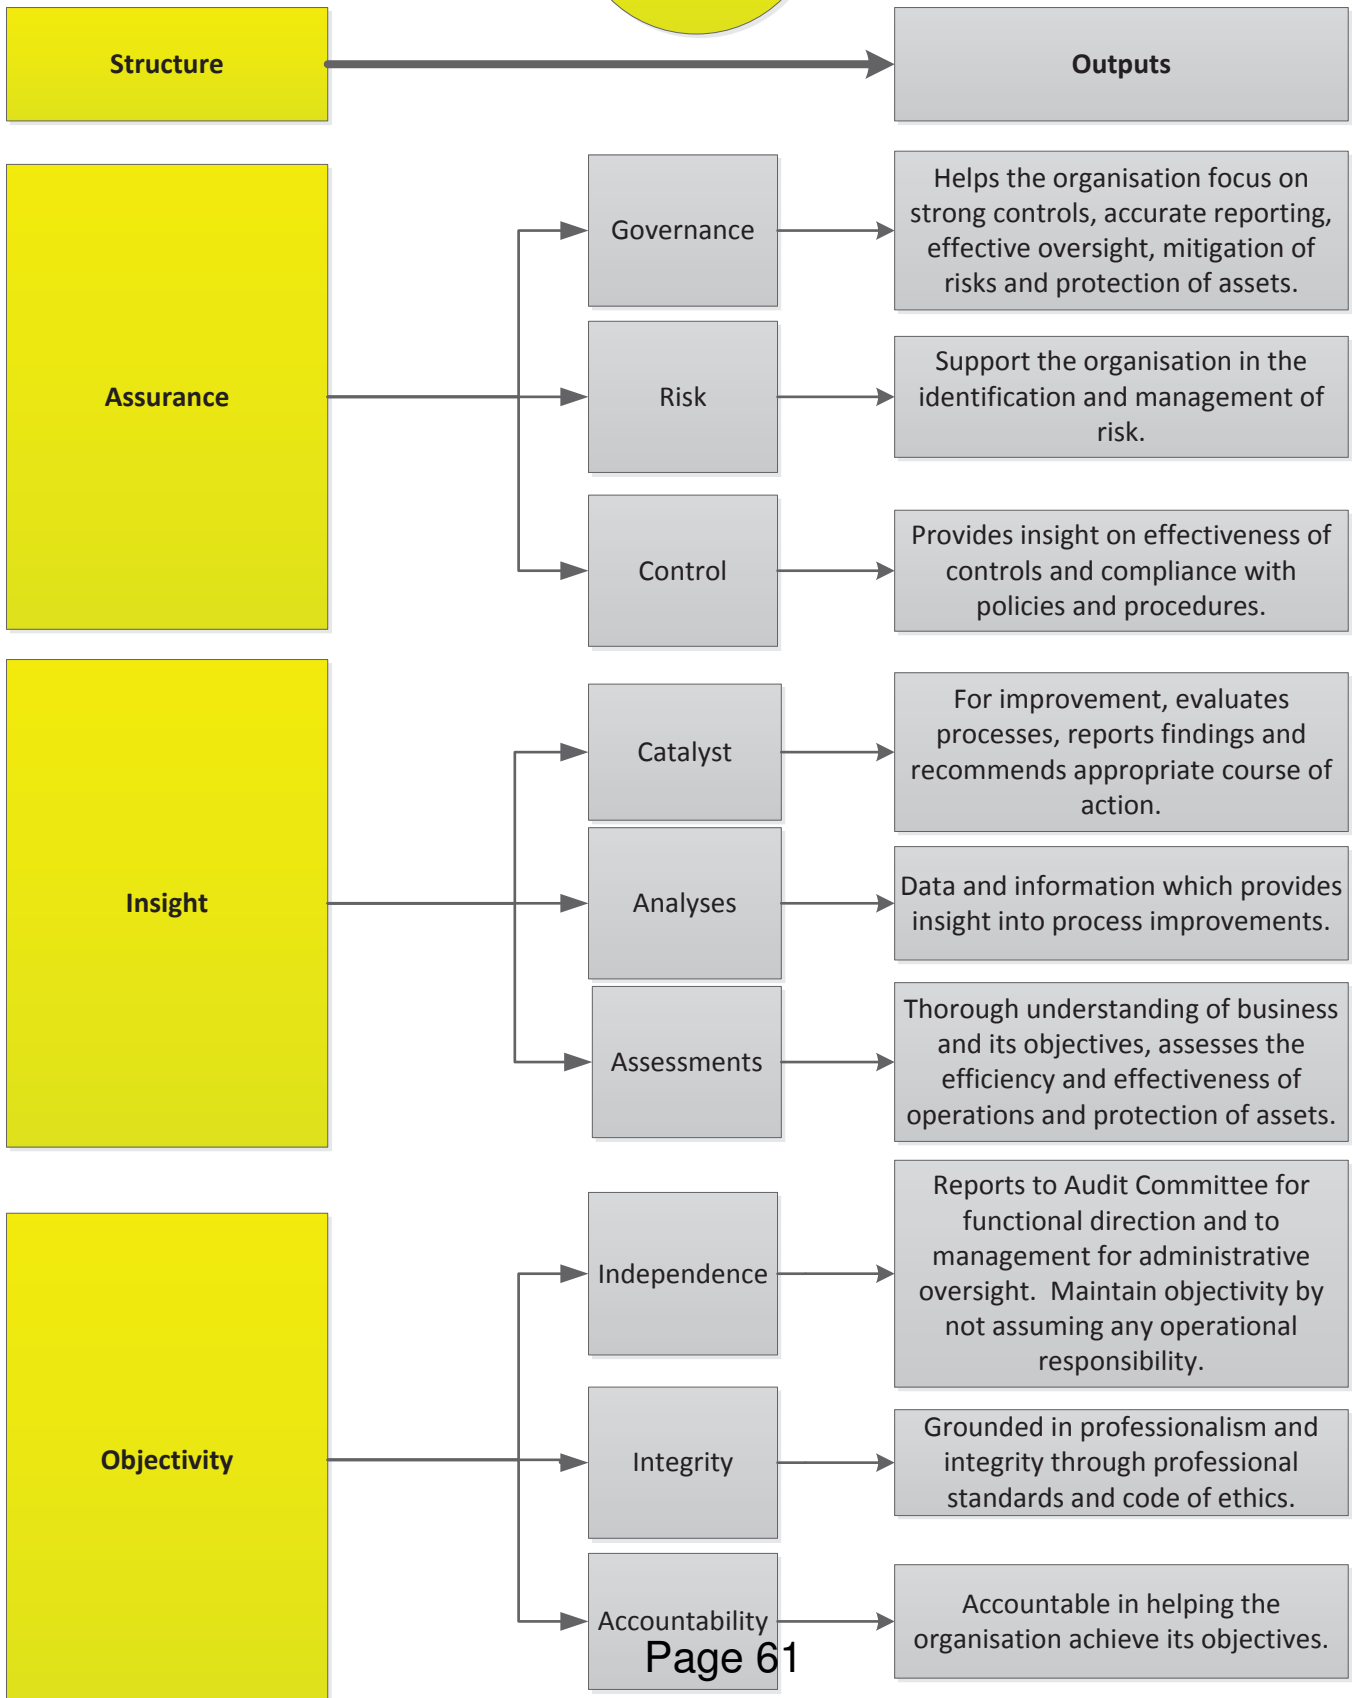 Structure
Outputs
Assurance
Governance
Helps the organisation focus on
strong controls, accurate reporting,
effective oversight, mitigation of
risks and protection of assets.
Risk
Support the organisation in the
identification and management of
risk.
Control
Provides insight on effectiveness of
controls and compliance with
policies and procedures.
Insight
Catalyst
For improvement, evaluates
processes, reports findings and
recommends appropriate course of
action.
Analyses
Data and information which provides
insight into process improvements.
Assessments
Thorough understanding of business
and its objectives, assesses the
efficiency and effectiveness of
operations and protection of assets.
Objectivity
Independence
Reports to Audit Committee for
functional direction and to
management for administrative
oversight.  Maintain objectivity by
not assuming any operational
responsibility.
Integrity
Grounded in professionalism and
integrity through professional
standards and code of ethics.
Accountability
Accountable in helping the
organisation achieve its objectives.
Page 61